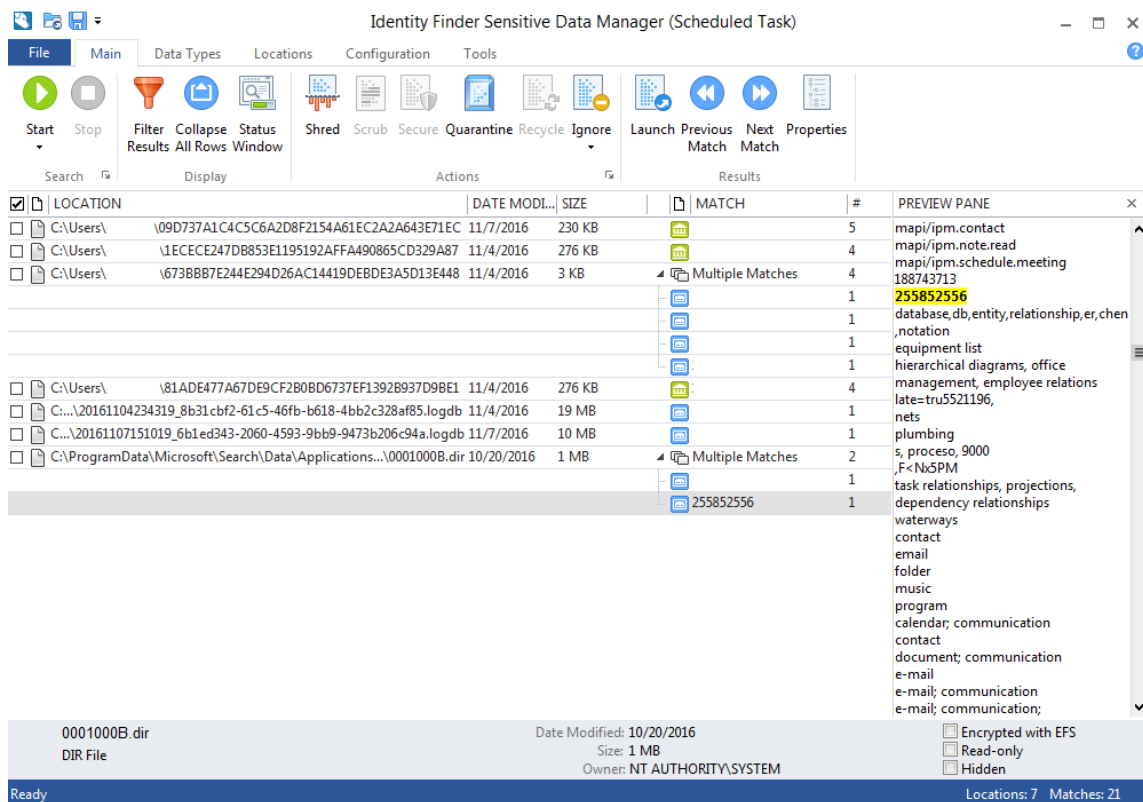 Identity Finder Sensitive Data Manager (Scheduled Task)
File Main Data Types Locations Configuration Tools
Start Stop Filter Results Collapse All Rows Status Window Shred Scrub Secure Quarantine Recycle Ignore Launch Previous Match Next Match Properties
Search Display Actions Results
LOCATION DATE MODI... SIZE MATCH #
C:\Users\ \09D737A1C4C5C6A2D8F2154A61EC2A2A643E71EC 11/7/2016 230 KB 5
C:\Users\ \1ECECE247DB853E1195192AFFA490865CD329A87 11/4/2016 276 KB 4
C:\Users\ \673BBB7E244E294D26AC14419DEBDE3A5D13E448 11/4/2016 3 KB Multiple Matches 4
1
1
1
1
C:\Users\ \81ADE477A67DE9CF2B0BD6737EF1392B937D9BE1 11/4/2016 276 KB 4
C:...\20161104234319_8b31cbf2-61c5-46fb-b618-4bb2c328af85.logdb 11/4/2016 19 MB 1
C...\20161107151019_6b1ed343-2060-4593-9bb9-9473b206c94a.logdb 11/7/2016 10 MB 1
C:\ProgramData\Microsoft\Search\Data\Applications...\0001000B.dir 10/20/2016 1 MB Multiple Matches 2
1
255852556 1
PREVIEW PANE
mapi/ipm.contact
mapi/ipm.note.read
mapi/ipm.schedule.meeting
188743713
255852556
database,db,entity,relationship,er,chen
,notation
equipment list
hierarchical diagrams, office
management, employee relations
late=tru5521196,
nets
plumbing
s, proceso, 9000
,F<Nx5PM
task relationships, projections,
dependency relationships
waterways
contact
email
folder
music
program
calendar; communication
contact
document; communication
e-mail
e-mail; communication
e-mail; communication;
0001000B.dir
DIR File
Date Modified: 10/20/2016
Size: 1 MB
Owner: NT AUTHORITY\SYSTEM
Encrypted with EFS
Read-only
Hidden
Ready Locations: 7 Matches: 21